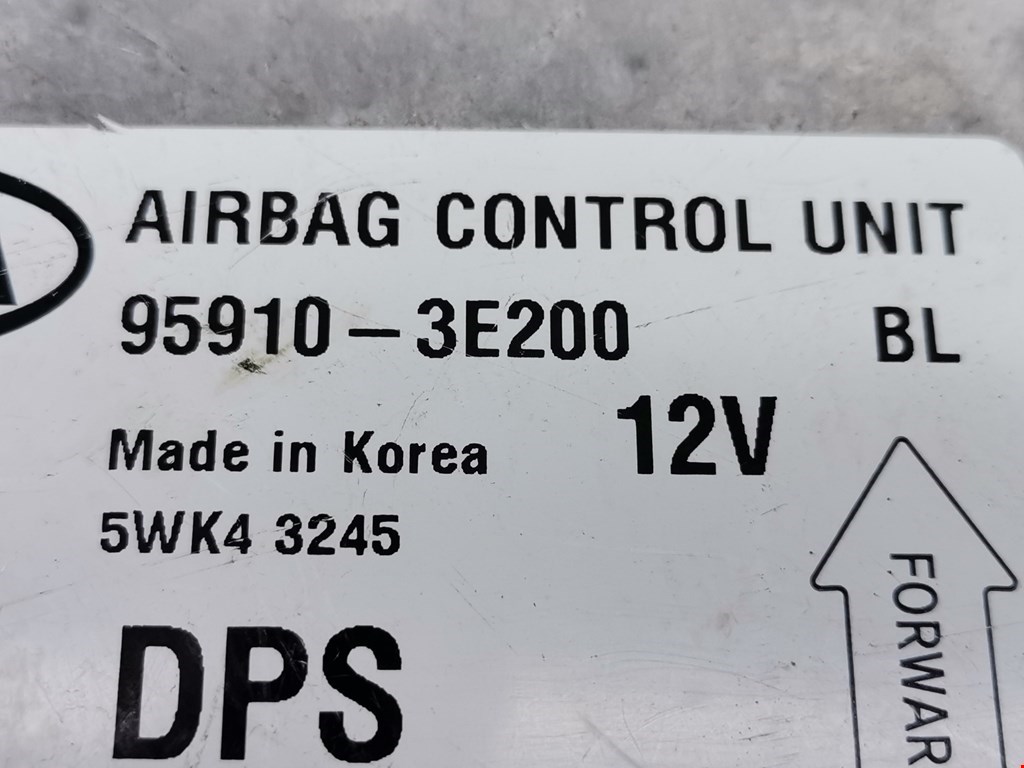 AIRBAG CONTROL UNIT
95910-3E200 BL
Made in Korea 12V
5WK4 3245
DPS
FORWAR